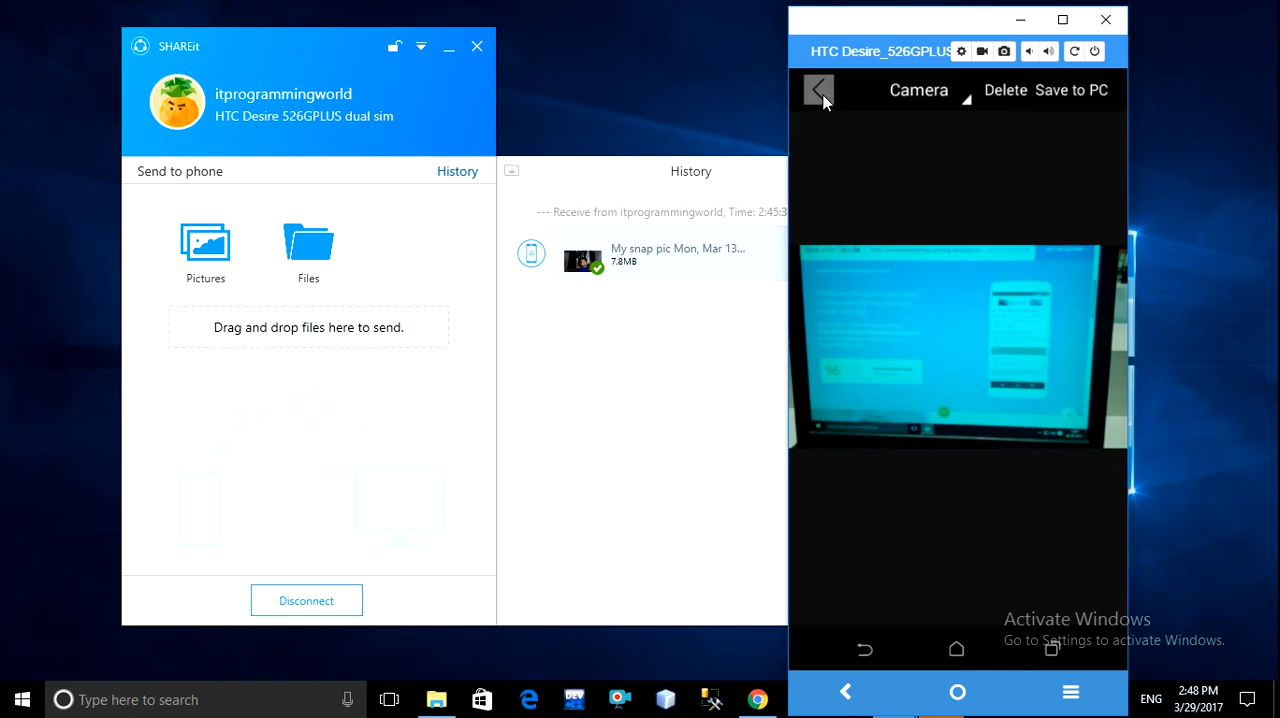 SHAREit
itprogrammingworld
HTC Desire 526GPLUS dual sim
Send to phone
History
Pictures
Files
Drag and drop files here to send.
Disconnect
History
--- Receive from itprogrammingworld, Time: 2:45:3
My snap pic Mon, Mar 13...
7.8MB
HTC Desire_526GPLUS
Camera
Delete
Save to PC
96
Activate Windows
Go to Settings to activate Windows.
Type here to search
DEV
ENG
2:48 PM
3/29/2017